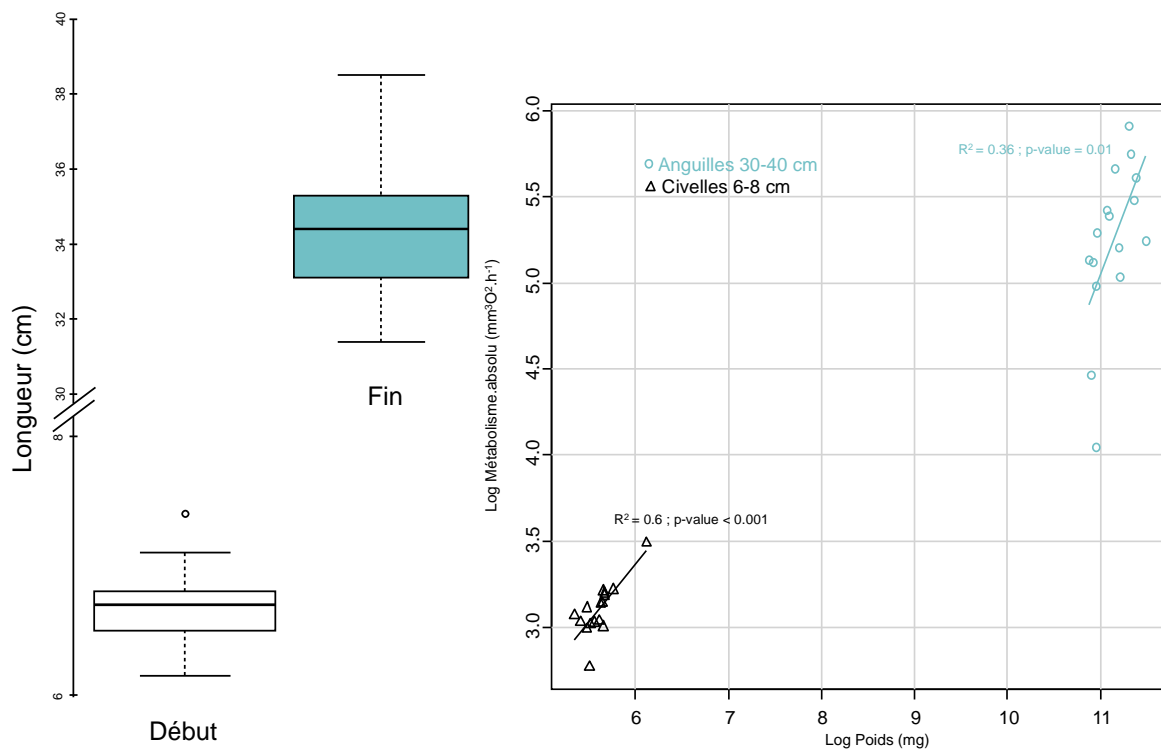 Longueur (cm)
40
38
36
34
32
30
8
6
Début
Fin
Log Métabolisme.absolu (mm³O².h⁻¹)
6.0
5.5
5.0
4.5
4.0
3.5
3.0
R² = 0.36 ; p-value = 0.01
Anguilles 30-40 cm
Civelles 6-8 cm
R² = 0.6 ; p-value < 0.001
6 7 8 9 10 11
Log Poids (mg)